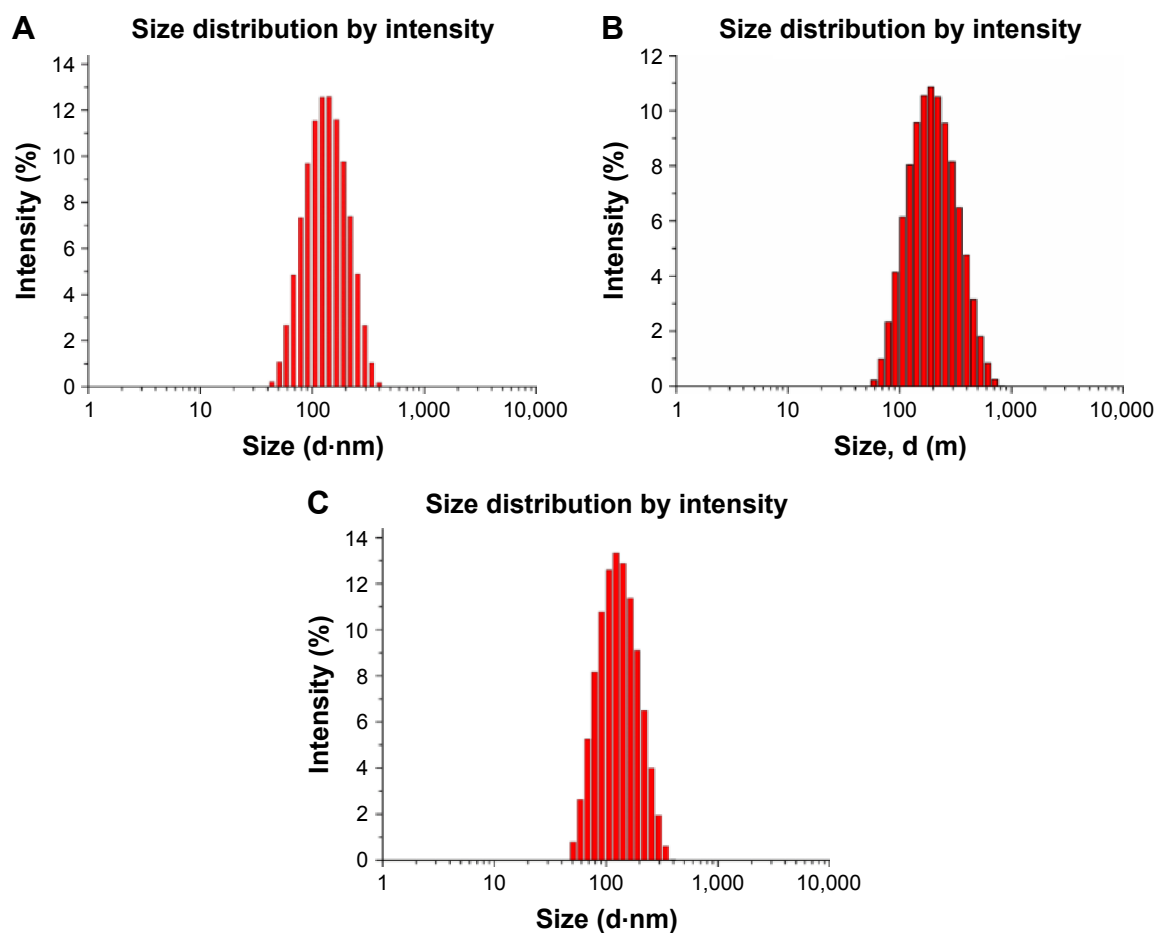 A Size distribution by intensity
14
12
10
8
6
4
2
0
Intensity (%)
1 10 100 1,000 10,000
Size (d·nm)
B Size distribution by intensity
12
10
8
6
4
2
0
Intensity (%)
1 10 100 1,000 10,000
Size, d (m)
C Size distribution by intensity
14
12
10
8
6
4
2
0
Intensity (%)
1 10 100 1,000 10,000
Size (d·nm)